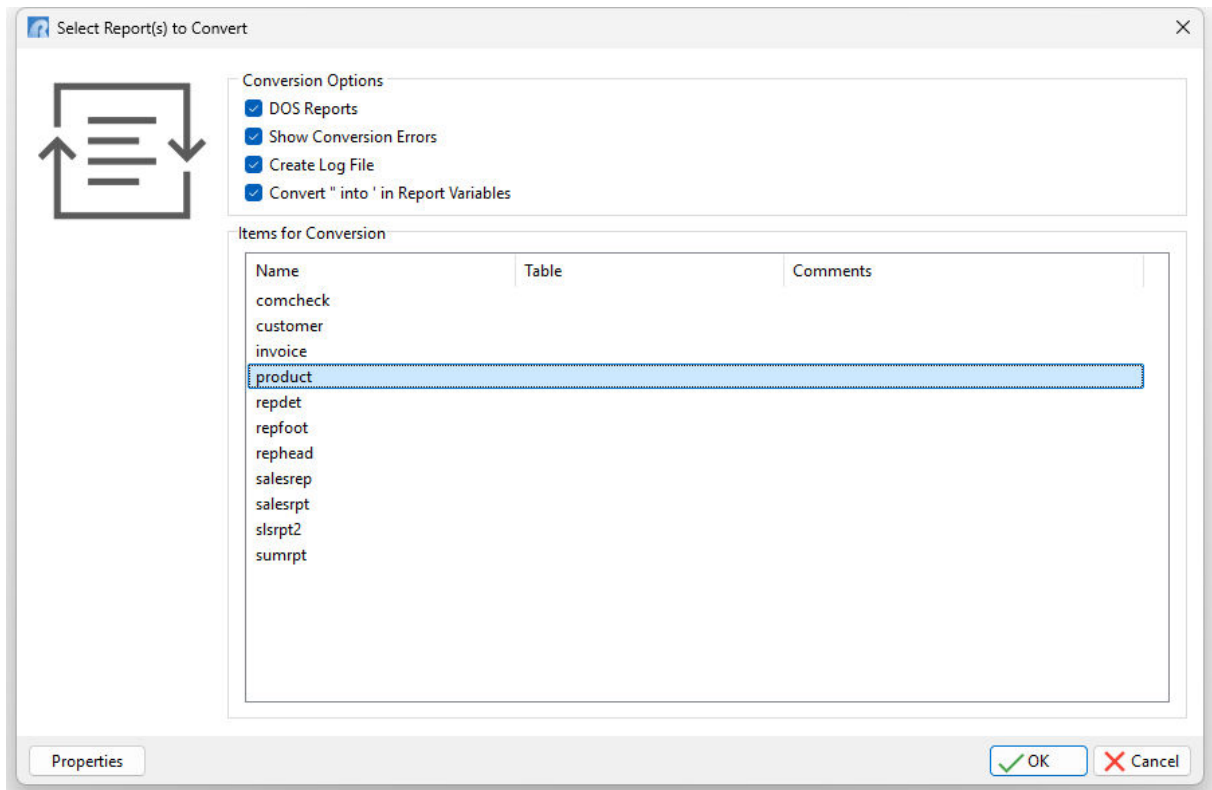 Select Report(s) to Convert
Conversion Options
DOS Reports
Show Conversion Errors
Create Log File
Convert " into ' in Report Variables
Items for Conversion
Name Table Comments
comcheck
customer
invoice
product
repdet
repfoot
rephead
salesrep
salesrpt
slsrpt2
sumrpt
Properties OK Cancel